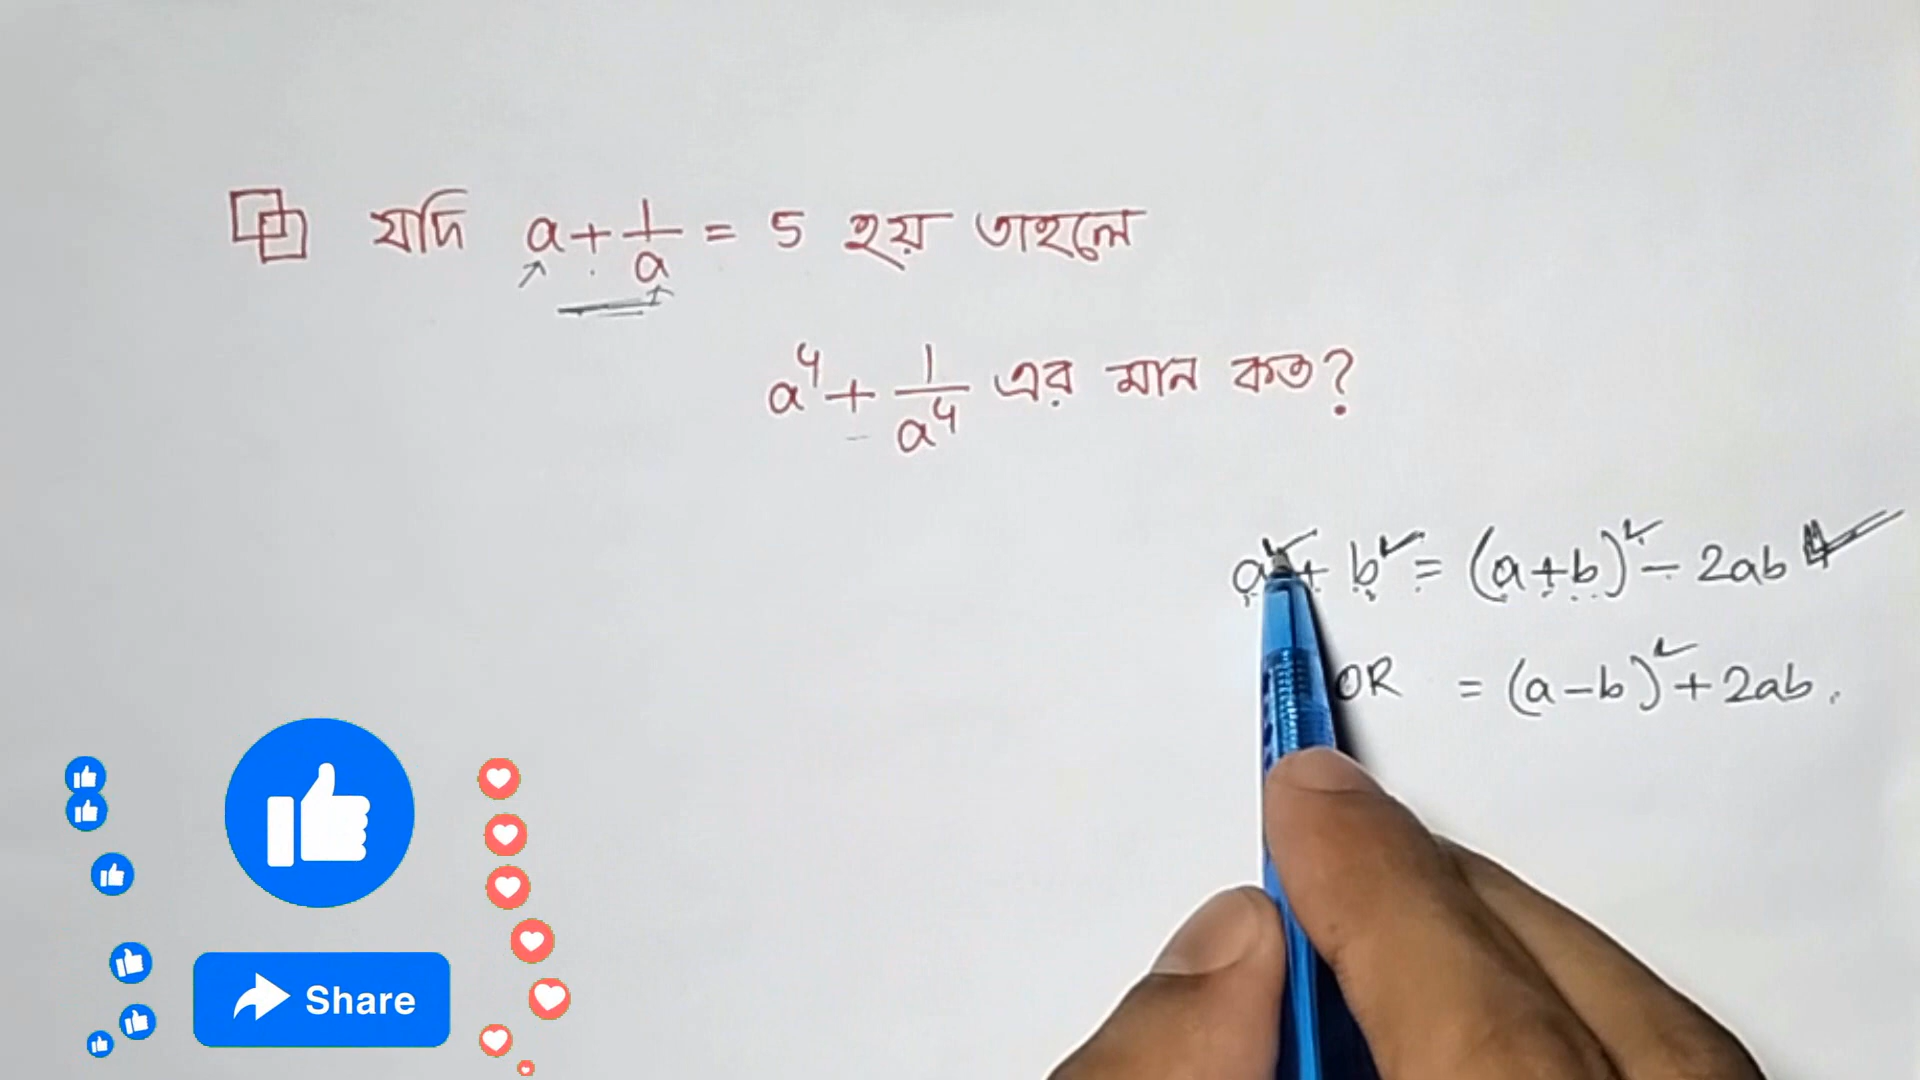 যদি a + 1/a = 5 হয় তাহলে
a⁴ + 1/a⁴ এর মান কত?
a² + b² = (a+b)² − 2ab
OR = (a−b)² + 2ab.
Share